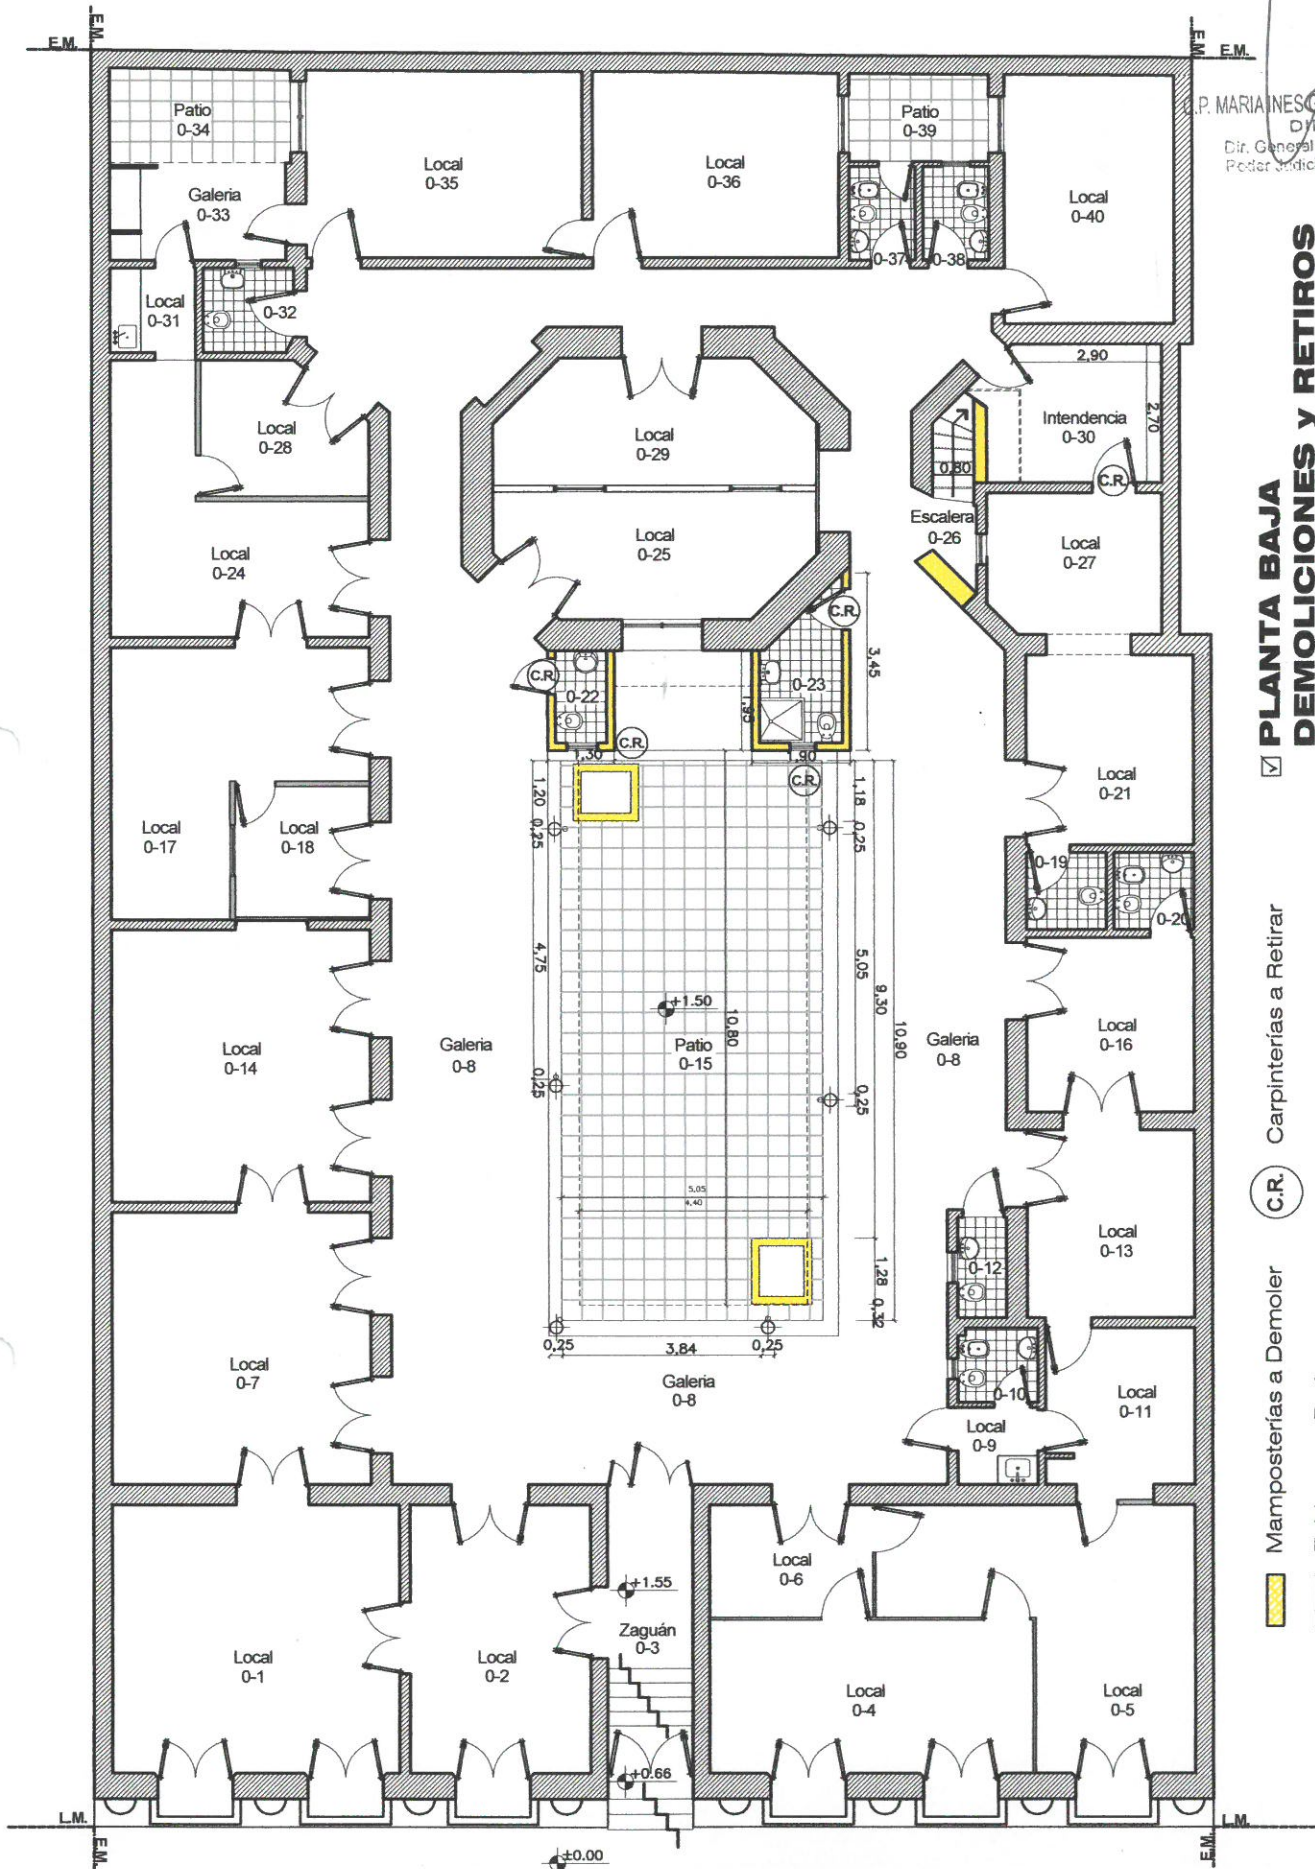 E.M.
E.M.
E.M.
E.M.
C.P. MARIA INES
Dir. General
Patio
0-34
Galeria
0-33
Local
0-35
Local
0-36
Patio
0-39
Local
0-40
0-37
0-38
Local
0-31
0-32
2,90
2,70
Intendencia
0-30
C.R.
Local
0-28
Local
0-29
0,80
Escalera
0-26
Local
0-24
Local
0-25
Local
0-27
C.R.
C.R.
0-22
0-23
3,45
1,95
C.R.
1,30
1,90
C.R.
Local
0-21
1,20
0,25
1,18
0,25
Local
0-17
Local
0-18
0-19
0-20
4,75
5,05
9,30
10,90
+1.50
10,80
Local
0-14
Galeria
0-8
Patio
0-15
Galeria
0-8
Local
0-16
0,25
0,25
5,05
4,40
Local
0-13
0-12
1,28
0,32
0,25
3,84
0,25
Local
0-7
Galeria
0-8
0-10
Local
0-11
Local
0-9
Local
0-6
+1.55
Zaguán
0-3
Local
0-1
Local
0-2
Local
0-4
Local
0-5
+0.66
L.M.
L.M.
E.M.
E.M.
±0.00
PLANTA BAJA
DEMOLICIONES y RETIROS
Mamposterías a Demoler
C.R. Carpinterías a Retirar